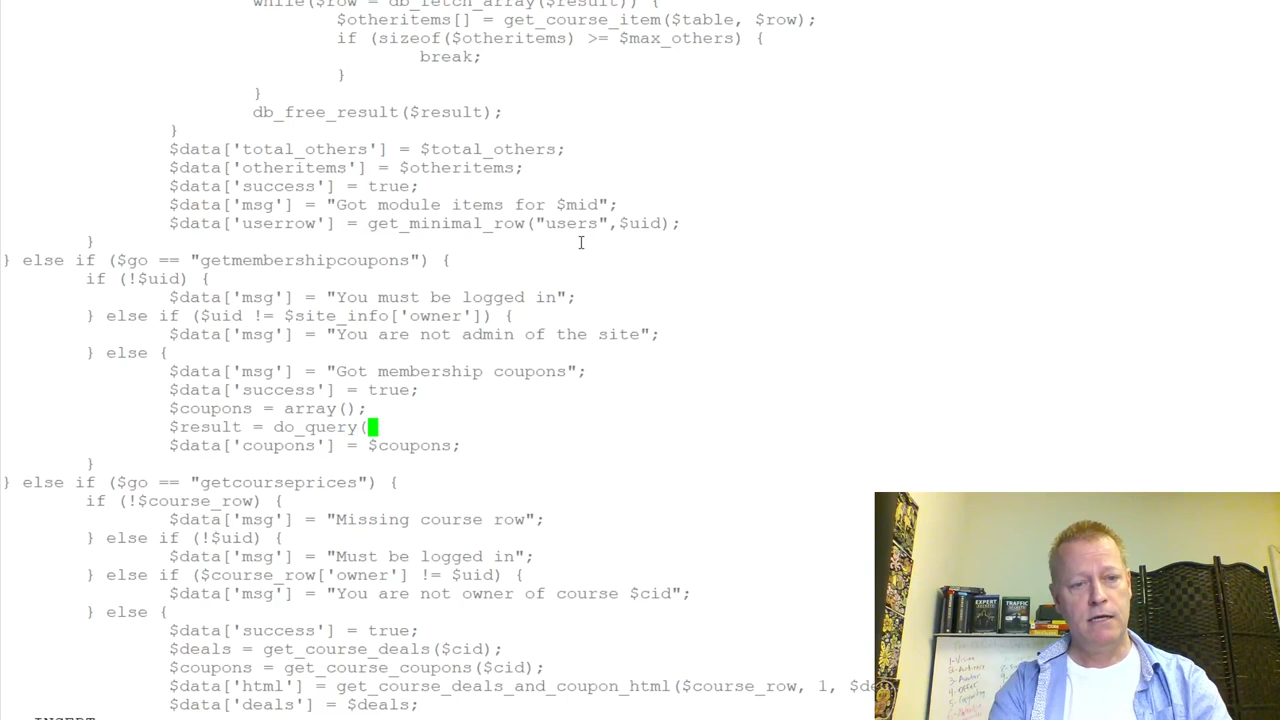 while($row = db_fetch_array($result)) {
$otheritems[] = get_course_item($table, $row);
if (sizeof($otheritems) >= $max_others) {
break;
}
}
db_free_result($result);
}
$data['total_others'] = $total_others;
$data['otheritems'] = $otheritems;
$data['success'] = true;
$data['msg'] = "Got module items for $mid";
$data['userrow'] = get_minimal_row("users",$uid);
}
} else if ($go == "getmembershipcoupons") {
if (!$uid) {
$data['msg'] = "You must be logged in";
} else if ($uid != $site_info['owner']) {
$data['msg'] = "You are not admin of the site";
} else {
$data['msg'] = "Got membership coupons";
$data['success'] = true;
$coupons = array();
$result = do_query(
$data['coupons'] = $coupons;
}
} else if ($go == "getcourseprices") {
if (!$course_row) {
$data['msg'] = "Missing course row";
} else if (!$uid) {
$data['msg'] = "Must be logged in";
} else if ($course_row['owner'] != $uid) {
$data['msg'] = "You are not owner of course $cid";
} else {
$data['success'] = true;
$deals = get_course_deals($cid);
$coupons = get_course_coupons($cid);
$data['html'] = get_course_deals_and_coupon_html($course_row, 1, $de
$data['deals'] = $deals;
EXPERT
TRAFFIC
1-Vision